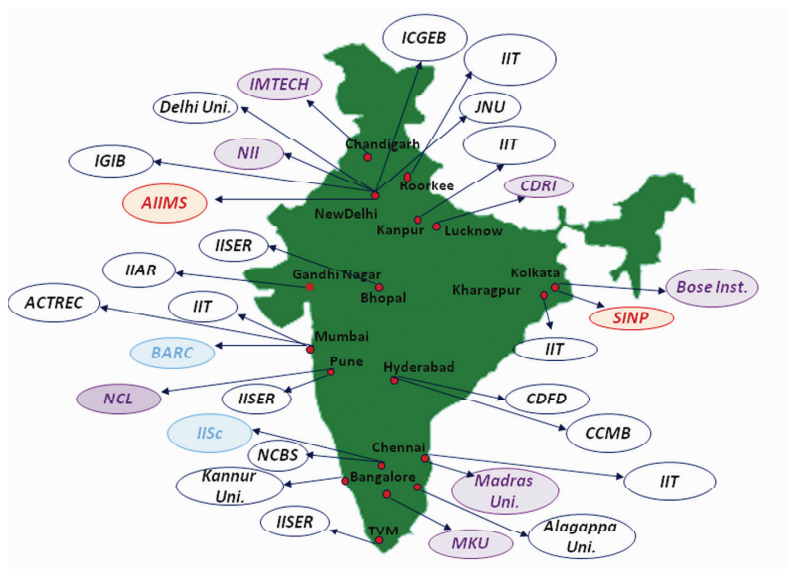 ICGEB
IIT
IMTECH
Delhi Uni.
JNU
Chandigarh
IIT
NII
IGIB
Roorkee
CDRI
AIIMS
NewDelhi
Kanpur
Lucknow
IISER
IIAR
Gandhi Nagar
Kolkata
Bhopal
Kharagpur
Bose Inst.
ACTREC
IIT
SINP
Mumbai
BARC
IIT
Pune
Hyderabad
NCL
IISER
CDFD
IISc
CCMB
Chennai
NCBS
Bangalore
Kannur
Uni.
Madras
Uni.
IIT
IISER
TVM
MKU
Alagappa
Uni.